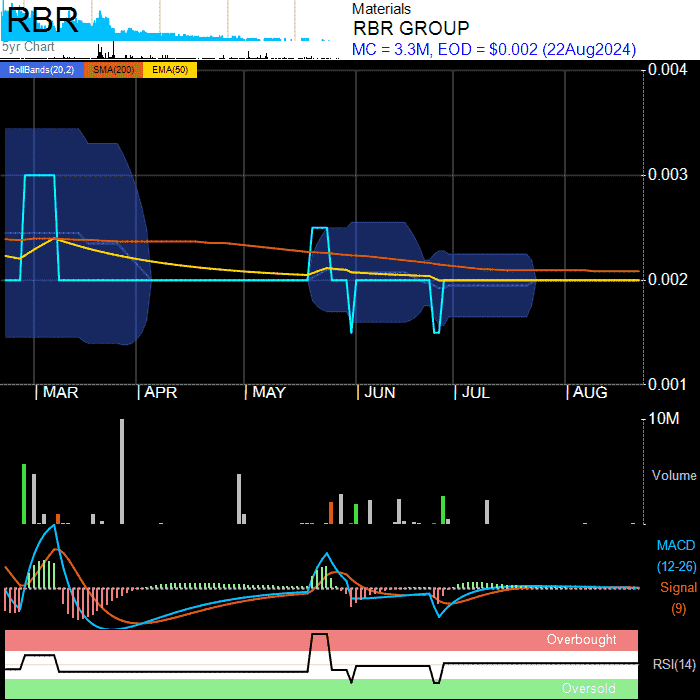 RBR
5yr Chart
Materials
RBR GROUP
MC = 3.3M, EOD = $0.002 (22Aug2024)
BollBands(20,2) SMA(200) EMA(50)
0.004
0.003
0.002
0.001
| MAR | APR | MAY | JUN | JUL | AUG
10M
Volume
MACD
(12-26)
Signal
(9)
Overbought
RSI(14)
Oversold